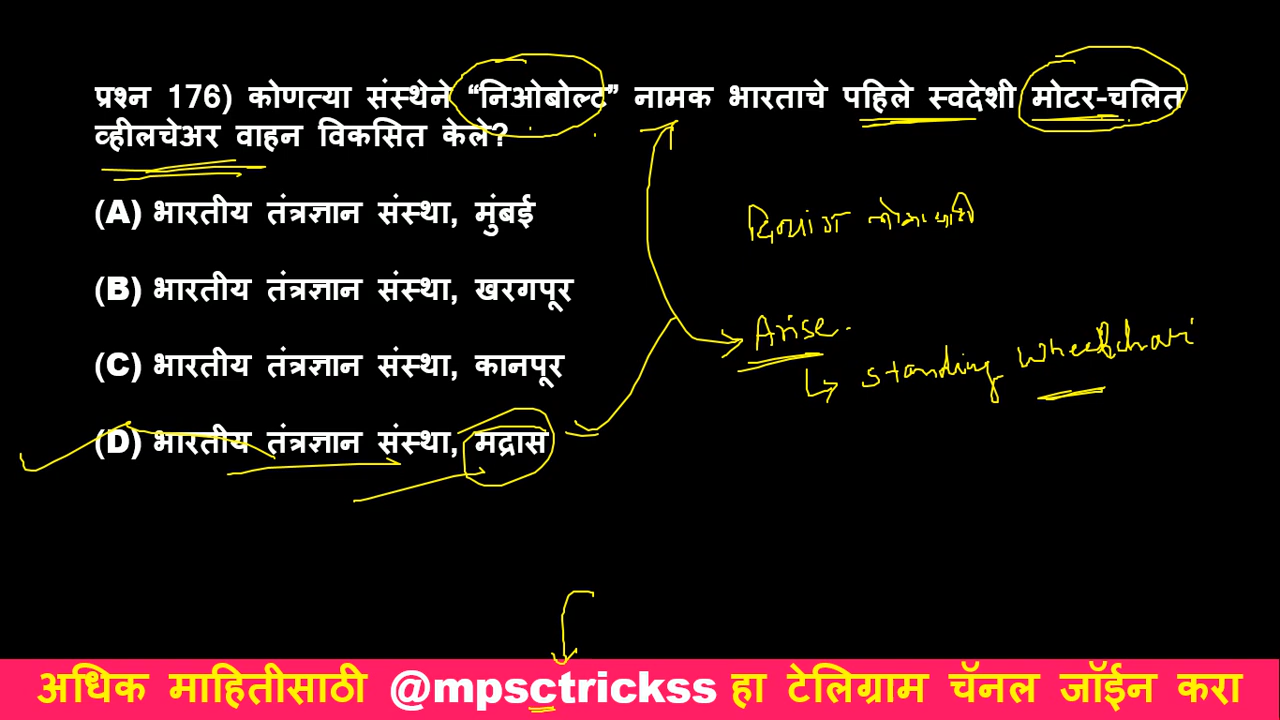 प्रश्न 176) कोणत्या संस्थेने “निओबोल्ट” नामक भारताचे पहिले स्वदेशी मोटर-चलित
व्हीलचेअर वाहन विकसित केले?
(A) भारतीय तंत्रज्ञान संस्था, मुंबई
दिव्यांग
(B) भारतीय तंत्रज्ञान संस्था, खरगपूर
Arise.
(C) भारतीय तंत्रज्ञान संस्था, कानपूर
standing wheelchair
(D) भारतीय तंत्रज्ञान संस्था, मद्रास
अधिक माहितीसाठी @mpsctrickss हा टेलिग्राम चॅनल जॉईन करा